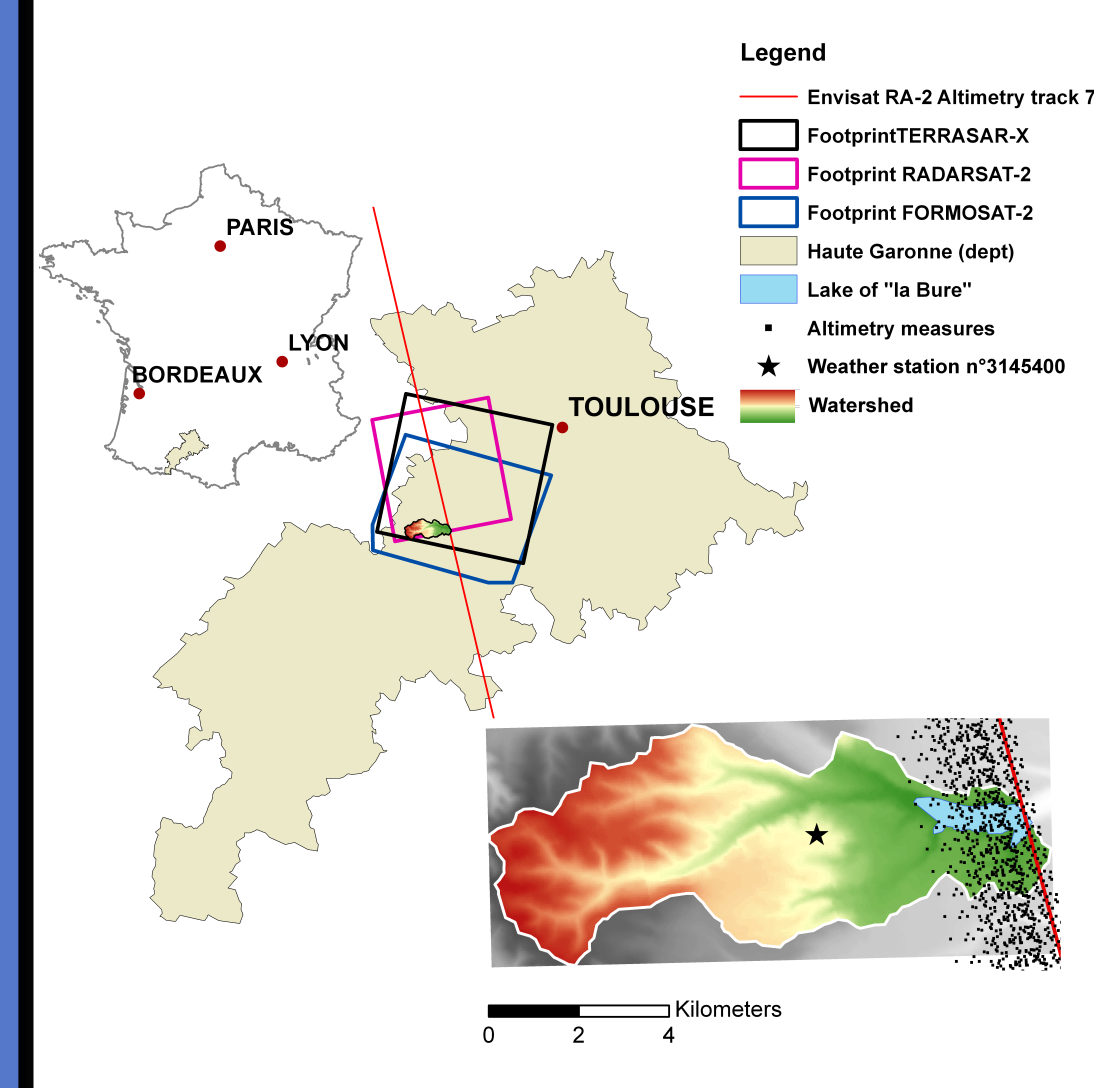 Legend
Envisat RA-2 Altimetry track 7
FootprintTERRASAR-X
Footprint RADARSAT-2
Footprint FORMOSAT-2
Haute Garonne (dept)
Lake of "la Bure"
Altimetry measures
Weather station n°3145400
Watershed
PARIS
LYON
BORDEAUX
TOULOUSE
Kilometers
0 2 4